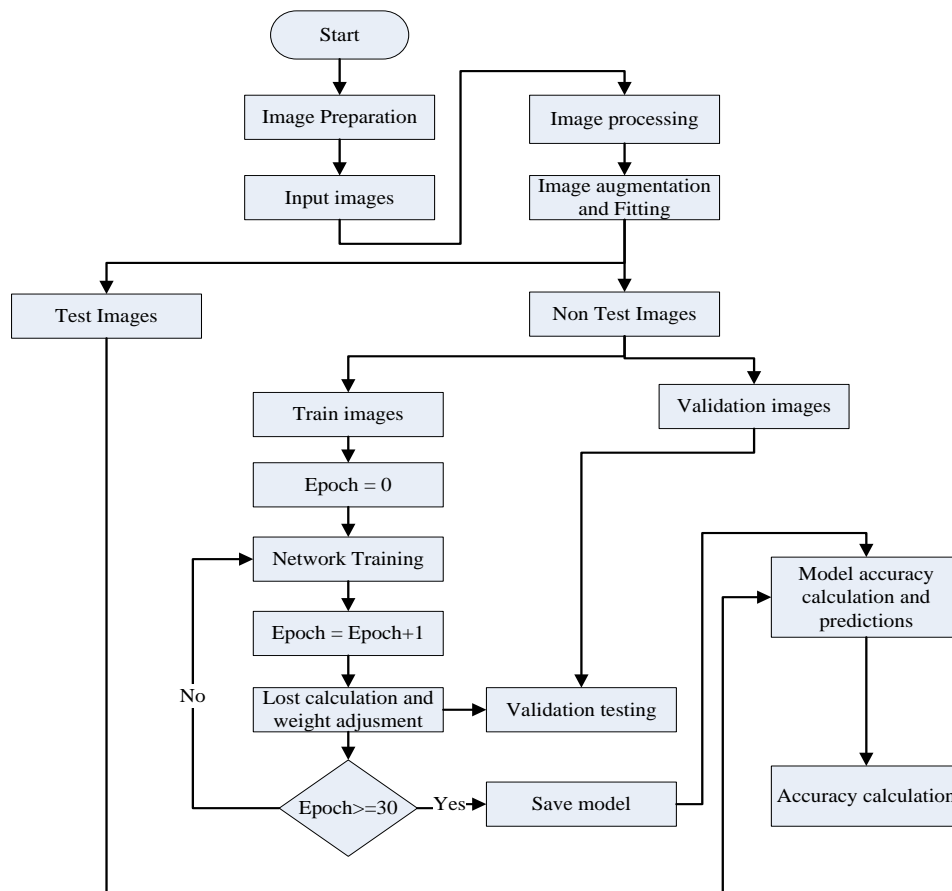 Start
Image Preparation
Input images
Image processing
Image augmentation
and Fitting
Test Images
Non Test Images
Train images
Validation images
Epoch = 0
Network Training
Epoch = Epoch+1
Lost calculation and
weight adjusment
Validation testing
No
Epoch>=30
Yes
Save model
Model accuracy
calculation and
predictions
Accuracy calculation